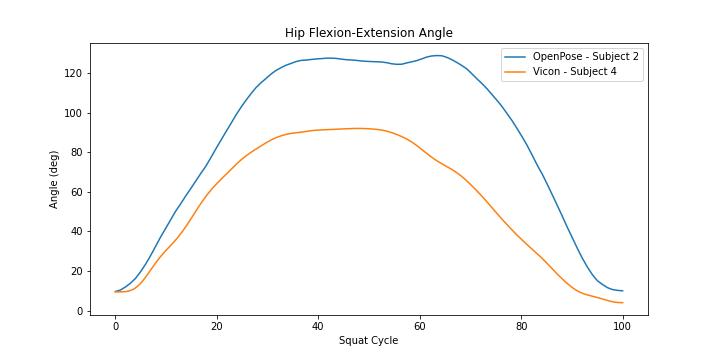 Hip Flexion-Extension Angle
OpenPose - Subject 2
Vicon - Subject 4
Angle (deg)
120
100
80
60
40
20
0
0 20 40 60 80 100
Squat Cycle